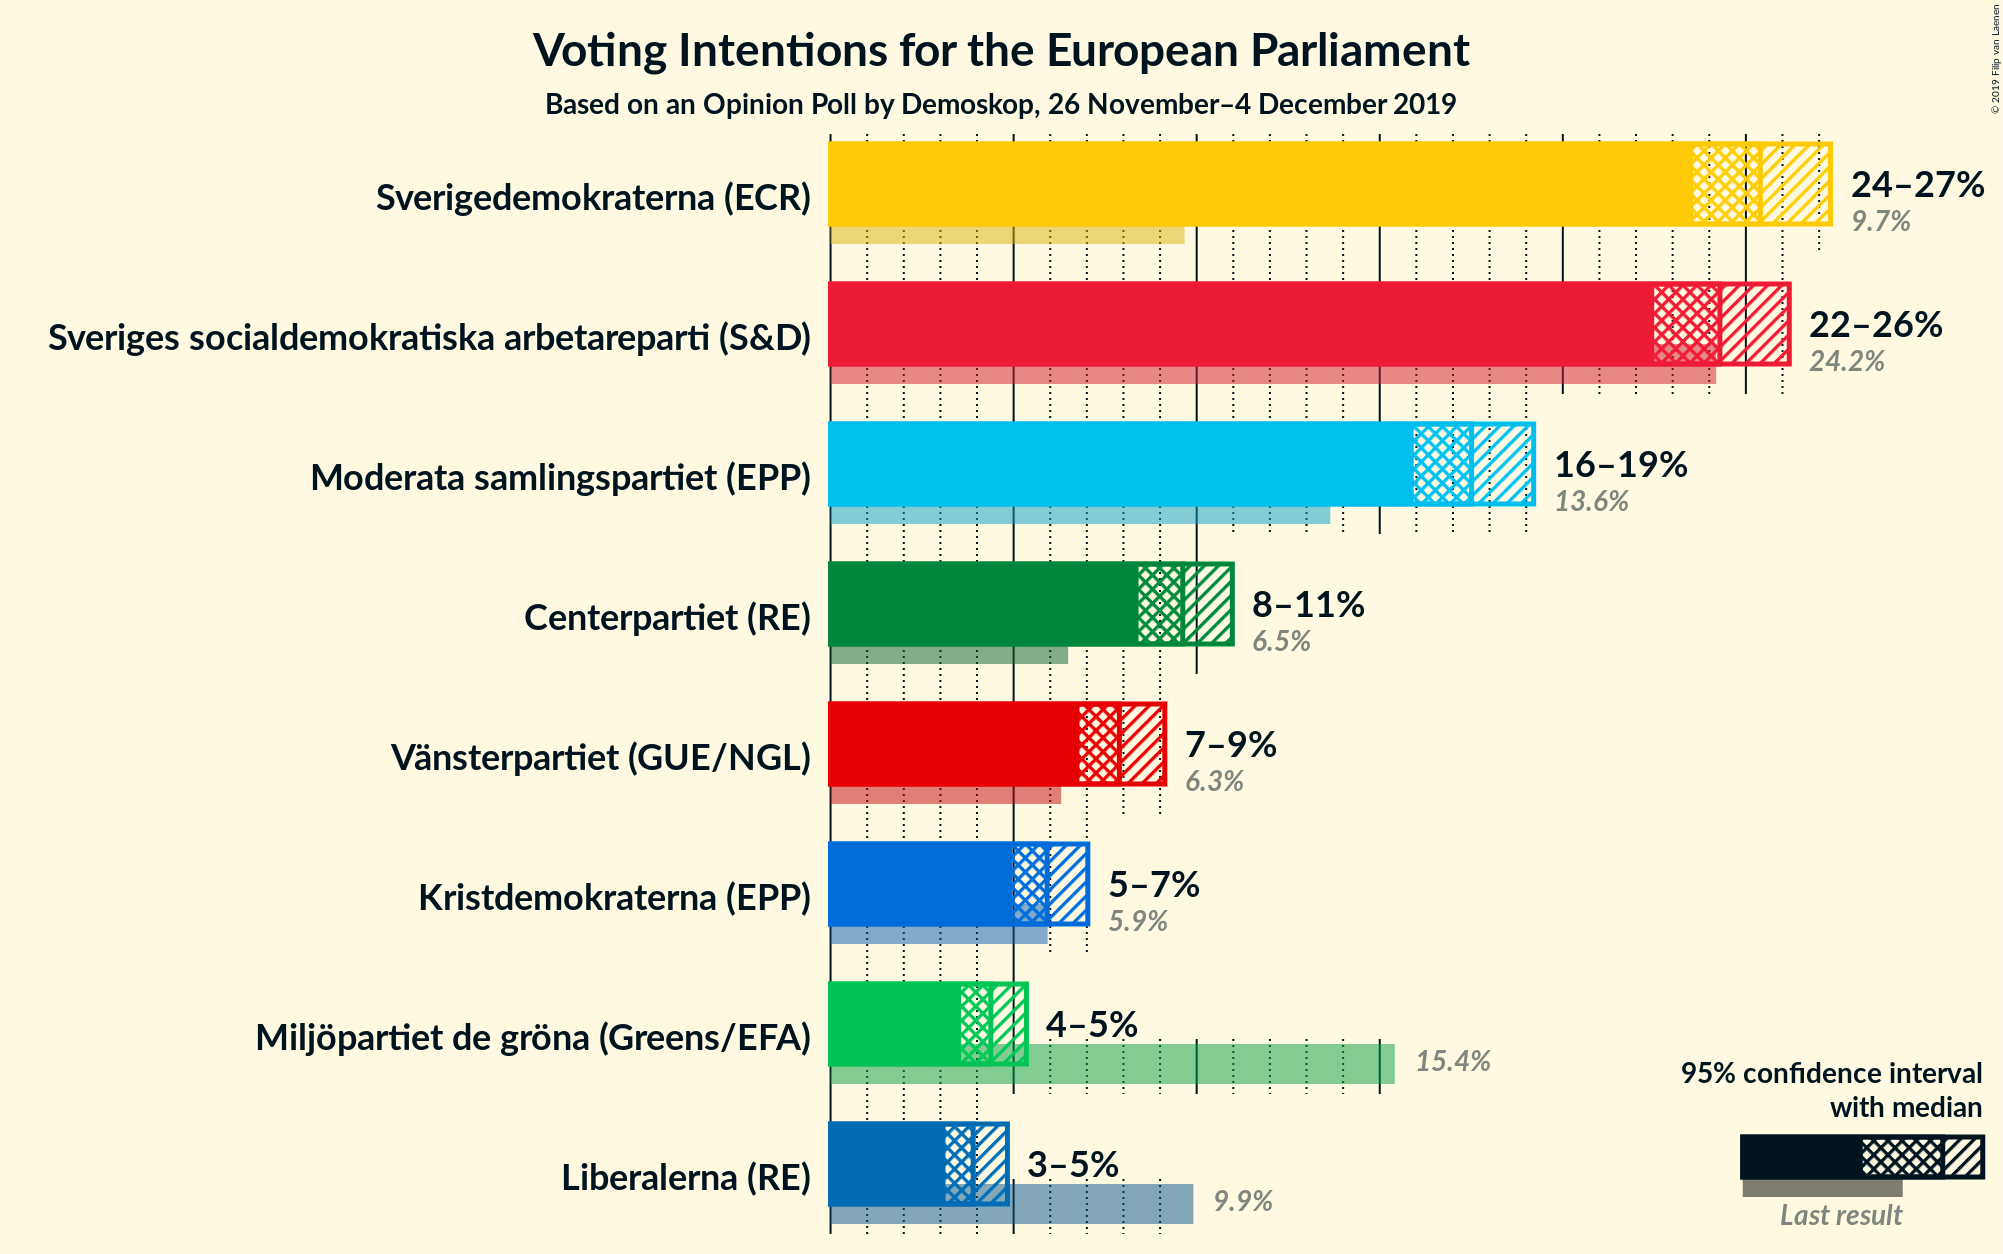 Voting Intentions for the European Parliament
Based on an Opinion Poll by Demoskop, 26 November–4 December 2019
© 2019 Filip van Laenen
Sverigedemokraterna (ECR)
24–27%
9.7%
Sveriges socialdemokratiska arbetareparti (S&D)
22–26%
24.2%
Moderata samlingspartiet (EPP)
16–19%
13.6%
Centerpartiet (RE)
8–11%
6.5%
Vänsterpartiet (GUE/NGL)
7–9%
6.3%
Kristdemokraterna (EPP)
5–7%
5.9%
Miljöpartiet de gröna (Greens/EFA)
4–5%
15.4%
Liberalerna (RE)
3–5%
9.9%
95% confidence interval
with median
Last result